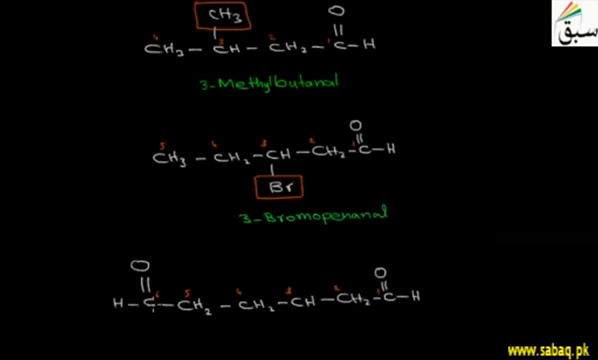 CH3
O
سبق
4 3 2 1
CH3 — CH — CH2 — C — H
3-Methylbutanal
O
5 4 3 2 1
CH3 — CH2 — CH — CH2 — C — H
Br
3-Bromopenanal
O
O
6 5 4 3 2 1
H — C — CH2 — CH2 — CH — CH2 — C — H
www.sabaq.pk